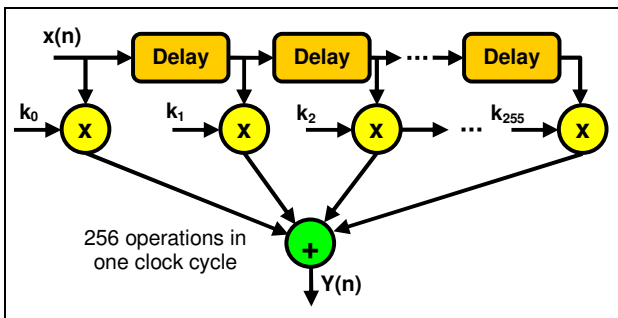 x(n)
Delay
Delay
...
Delay
k0
x
k1
x
k2
x
...
k255
x
256 operations in
one clock cycle
+
Y(n)